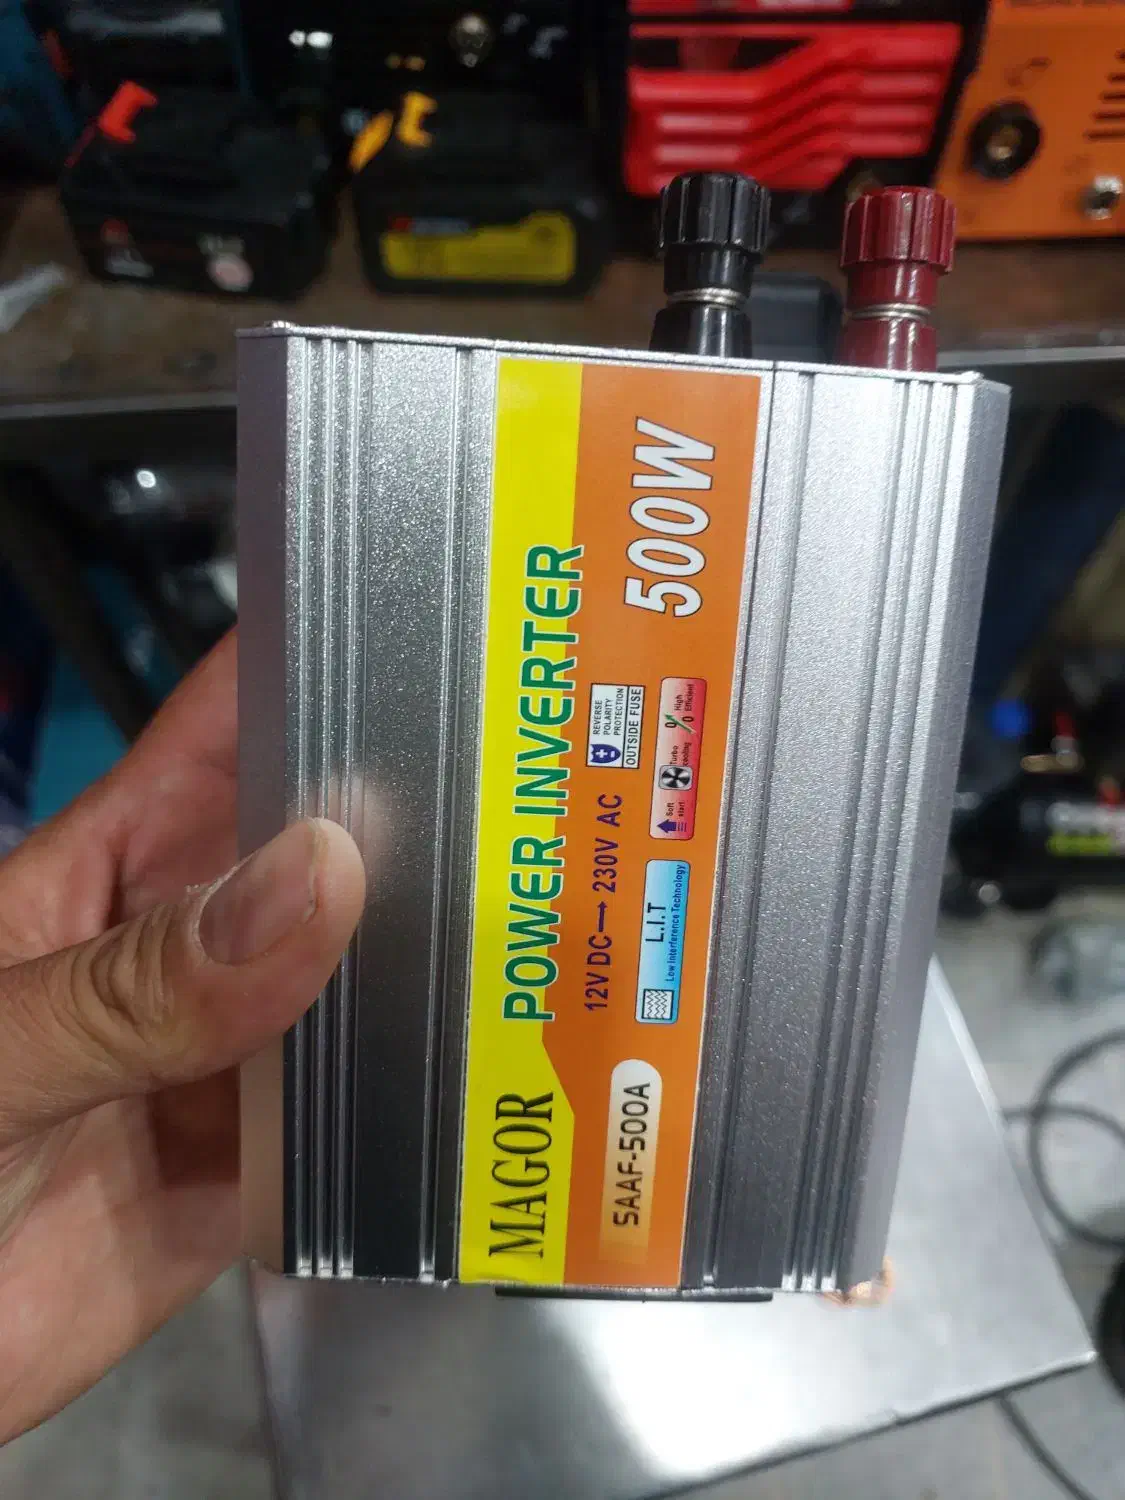 MAGOR
POWER INVERTER
SAAF-500A
12V DC→230V AC
500W
REVERSE
POLARITY
PROTECTION
OUTSIDE FUSE
L.I.T
Low Interference Techhology
Soft
start
Turbo
cooling
High
Efficient